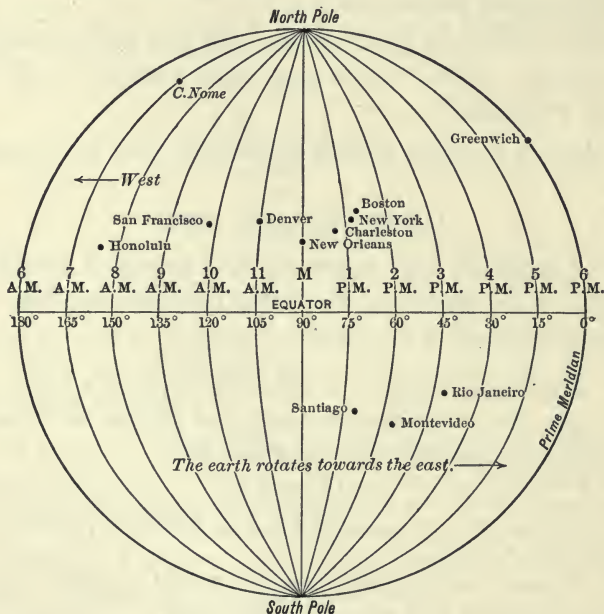 North Pole
C. Nome
Greenwich
West
Boston
San Francisco
Denver
New York
Charleston
Honolulu
New Orleans
6 7 8 9 10 11 M 1 2 3 4 5 6
A.M. A.M. A.M. A.M. A.M. A.M. P.M. P.M. P.M. P.M. P.M. P.M.
EQUATOR
180° 165° 150° 135° 120° 105° 90° 75° 60° 45° 30° 15° 0°
Prime Meridian
Rio Janeiro
Santiago
Montevideo
The earth rotates towards the east.
South Pole